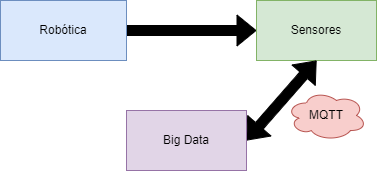 Robótica
Sensores
MQTT
Big Data